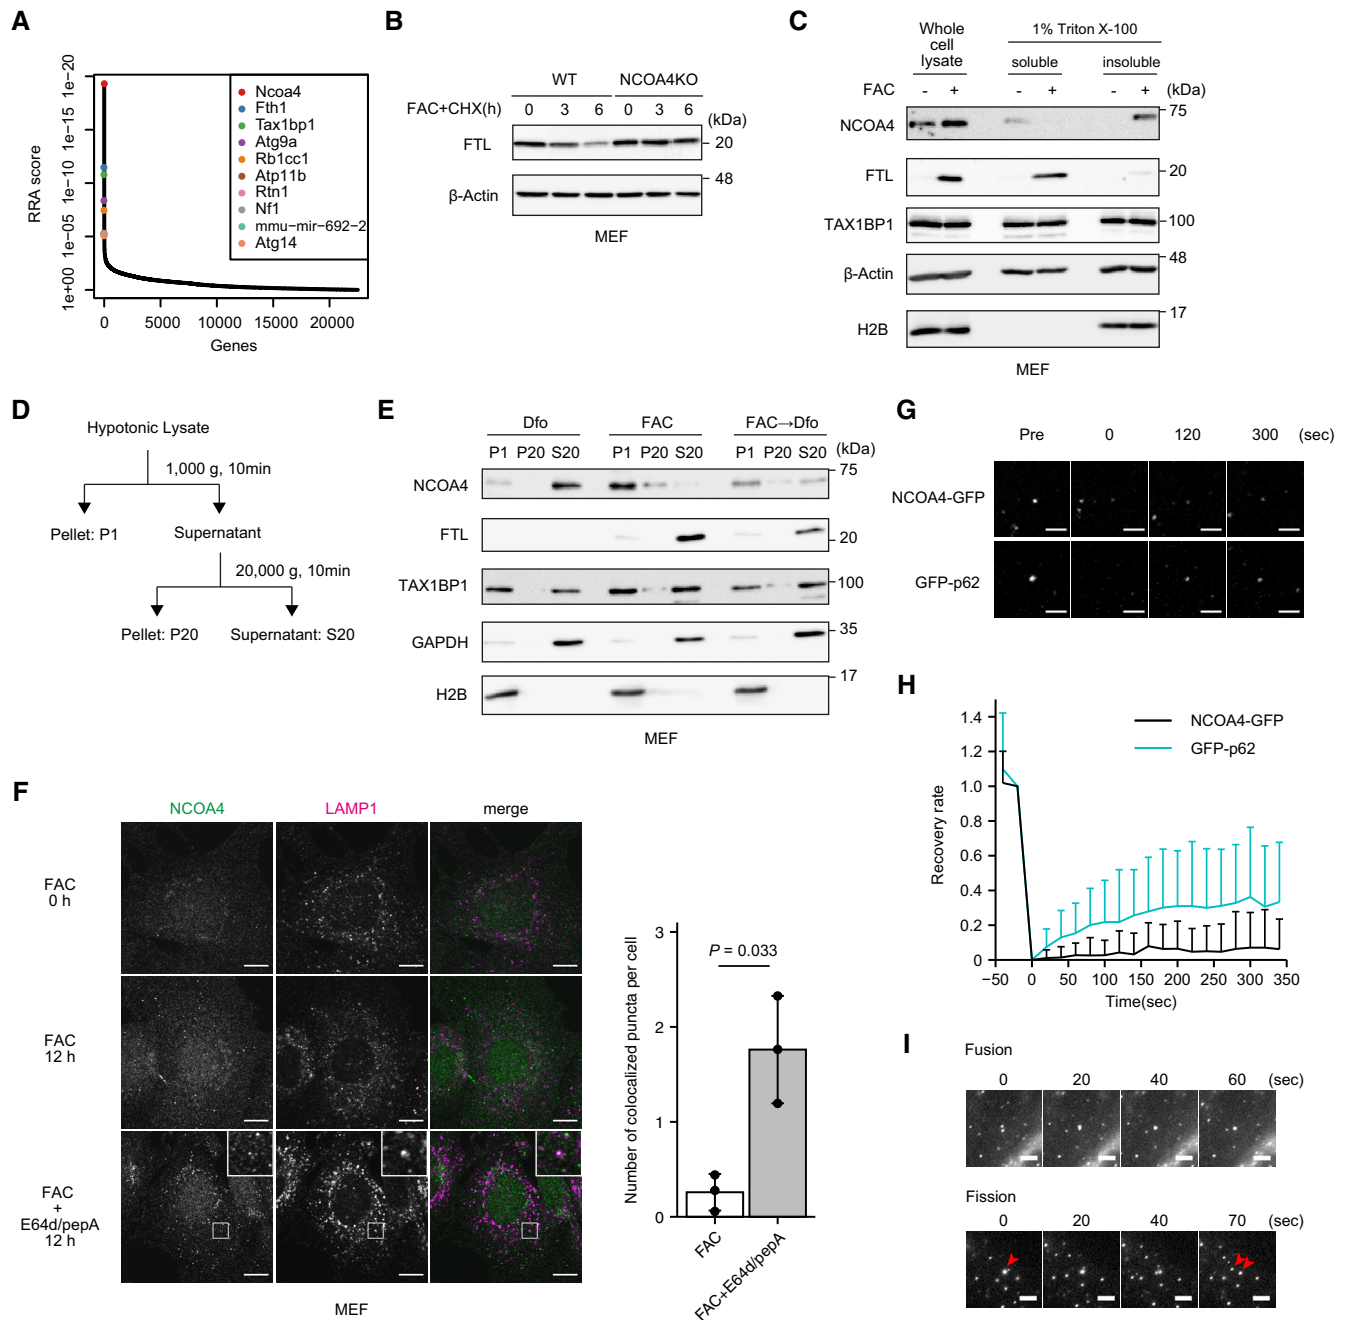 A
RRA score
1e−20
1e−15
1e−10
1e−05
1e+00
Ncoa4
Fth1
Tax1bp1
Atg9a
Rb1cc1
Atp11b
Rtn1
Nf1
mmu−mir−692−2
Atg14
0 5000 10000 15000 20000
Genes
B
WT NCOA4KO
FAC+CHX(h) 0 3 6 0 3 6 (kDa)
FTL 20
48
β-Actin
MEF
C
Whole cell lysate
1% Triton X-100
soluble insoluble
FAC - + - + - + (kDa)
NCOA4 75
FTL 20
TAX1BP1 100
β-Actin 48
H2B 17
MEF
D
Hypotonic Lysate
1,000 g, 10min
Pellet: P1 Supernatant
20,000 g, 10min
Pellet: P20 Supernatant: S20
E
Dfo FAC FAC→Dfo
P1 P20 S20 P1 P20 S20 P1 P20 S20 (kDa)
NCOA4 75
FTL 20
TAX1BP1 100
GAPDH 35
H2B 17
MEF
F
NCOA4 LAMP1 merge
FAC
0 h
FAC
12 h
FAC
+
E64d/pepA
12 h
MEF
Number of colocalized puncta per cell
3
2
1
0
P = 0.033
FAC
FAC+E64d/pepA
G
Pre 0 120 300 (sec)
NCOA4-GFP
GFP-p62
H
Recovery rate
1.4
1.2
1.0
0.8
0.6
0.4
0.2
0
NCOA4-GFP
GFP-p62
−50 0 50 100 150 200 250 300 350
Time(sec)
I
Fusion
0 20 40 60 (sec)
Fission
0 20 40 70 (sec)